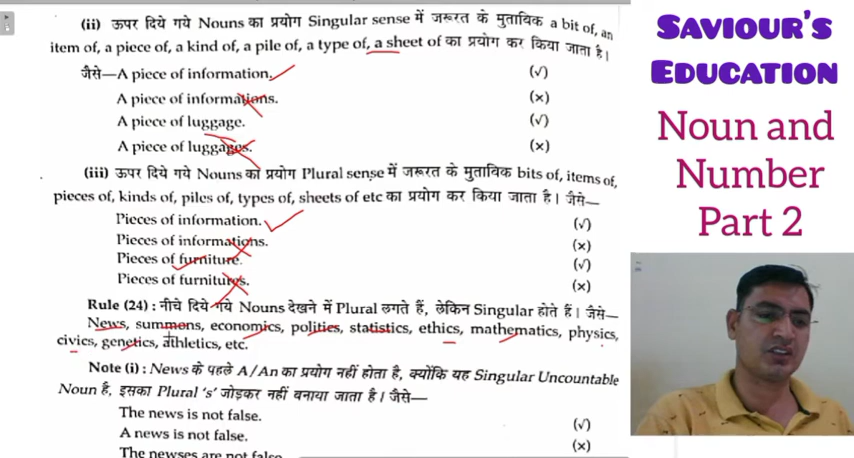 (ii) ऊपर दिये गये Nouns का प्रयोग Singular sense में जरूरत के मुताबिक a bit of, an
item of, a piece of, a kind of, a pile of, a type of, a sheet of का प्रयोग कर किया जाता है।
जैसे—A piece of information. (√)
A piece of informations. (×)
A piece of luggage. (√)
A piece of luggages. (×)
(iii) ऊपर दिये गये Nouns का प्रयोग Plural sense में जरूरत के मुताबिक bits of, items of,
pieces of, kinds of, piles of, types of, sheets of etc का प्रयोग कर किया जाता है। जैसे—
Pieces of information. (√)
Pieces of informations. (×)
Pieces of furniture. (√)
Pieces of furnitures. (×)
Rule (24) : नीचे दिये गये Nouns देखने में Plural लगते हैं, लेकिन Singular होते हैं। जैसे—
News, summons, economics, politics, statistics, ethics, mathematics, physics,
civics, genetics, athletics, etc.
Note (i) : News के पहले A/An का प्रयोग नहीं होता है, क्योंकि यह Singular Uncountable
Noun है, इसका Plural 's' जोड़कर नहीं बनाया जाता है। जैसे—
The news is not false. (√)
A news is not false. (×)
The newses are not false
SAVIOUR'S
EDUCATION
Noun and
Number
Part 2